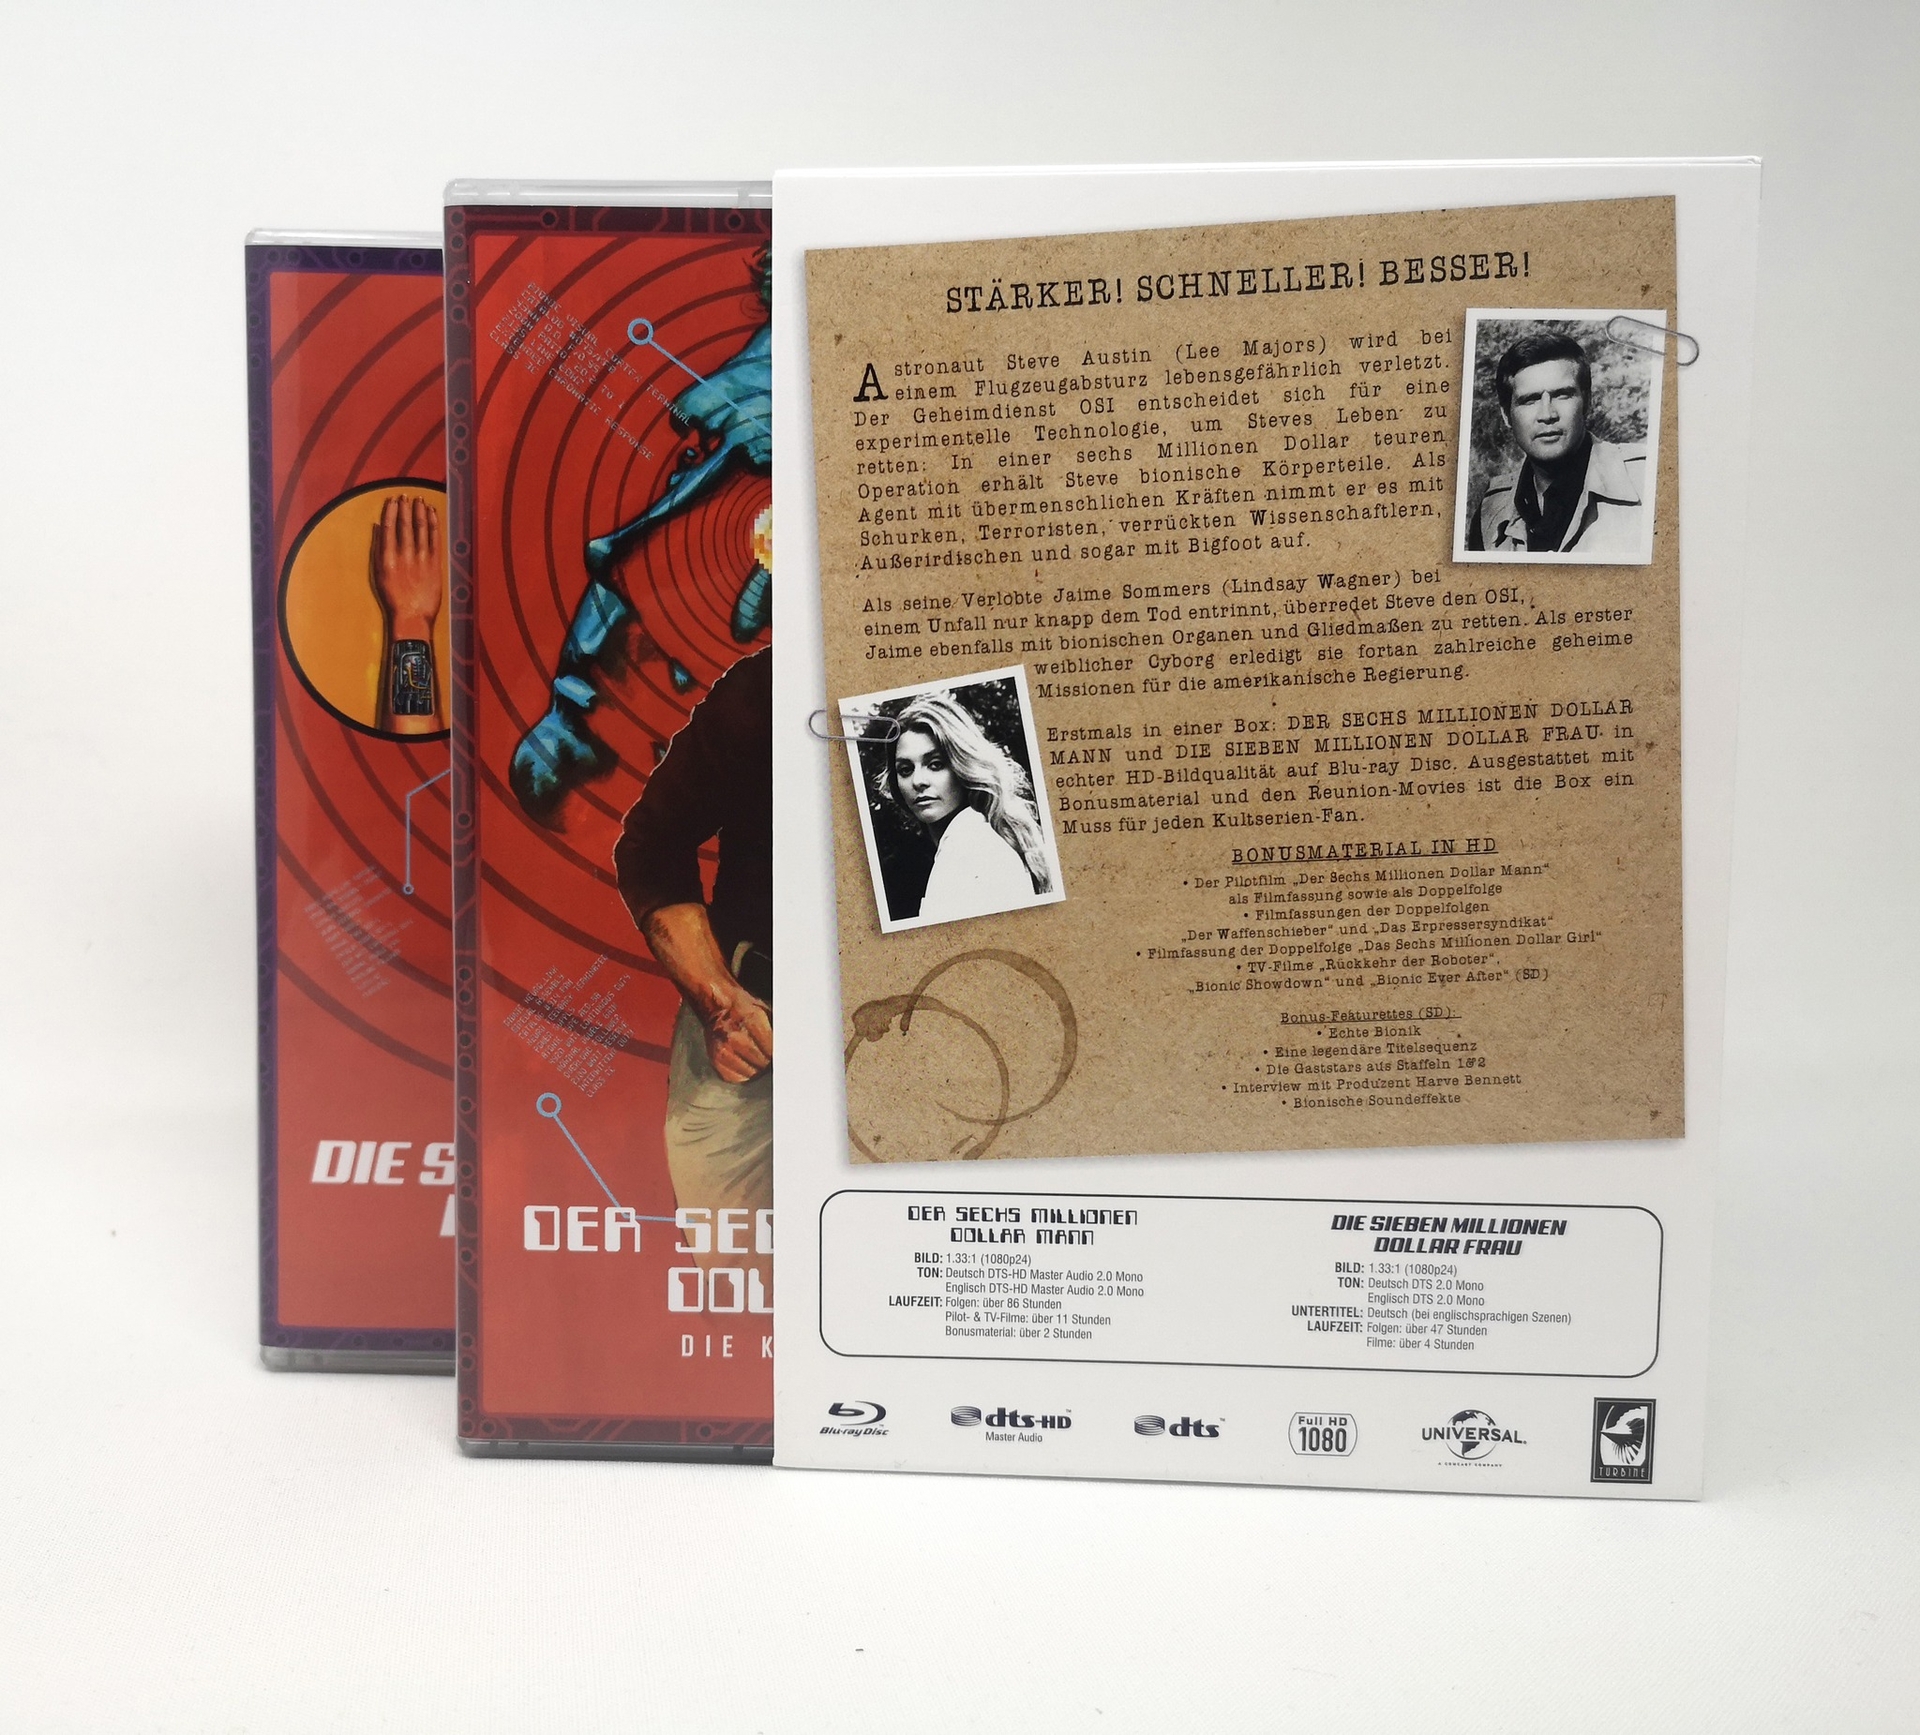 STÄRKER! SCHNELLER! BESSER!
Astronaut Steve Austin (Lee Majors) wird bei
einem Flugzeugabsturz lebensgefährlich verletzt.
Der Geheimdienst OSI entscheidet sich für eine
experimentelle Technologie, um Steves Leben zu
retten: In einer sechs Millionen Dollar teuren
Operation erhält Steve bionische Körperteile. Als
Agent mit übermenschlichen Kräften nimmt er es mit
Schurken, Terroristen, verrückten Wissenschaftlern,
Außerirdischen und sogar mit Bigfoot auf.
Als seine Verlobte Jaime Sommers (Lindsay Wagner) bei
einem Unfall nur knapp dem Tod entrinnt, überredet Steve den OSI,
Jaime ebenfalls mit bionischen Organen und Gliedmaßen zu retten. Als erster
weiblicher Cyborg erledigt sie fortan zahlreiche geheime
Missionen für die amerikanische Regierung.
Erstmals in einer Box: DER SECHS MILLIONEN DOLLAR
MANN und DIE SIEBEN MILLIONEN DOLLAR FRAU in
echter HD-Bildqualität auf Blu-ray Disc. Ausgestattet mit
Bonusmaterial und den Reunion-Movies ist die Box ein
Muss für jeden Kultserien-Fan.
BONUSMATERIAL IN HD
• Der Pilotfilm „Der Sechs Millionen Dollar Mann“
als Filmfassung sowie als Doppelfolge
• Filmfassungen der Doppelfolgen
„Der Waffenschieber“ und „Das Erpressersyndikat“
• Filmfassung der Doppelfolge „Das Sechs Millionen Dollar Girl“
• TV-Filme „Rückkehr der Roboter“,
„Bionic Showdown“ und „Bionic Ever After“ (SD)
Bonus-Featurettes (SD):
• Echte Bionik
• Eine legendäre Titelsequenz
• Die Gaststars aus Staffeln 1&2
• Interview mit Produzent Harve Bennett
• Bionische Soundeffekte
DER SECHS MILLIONEN
DOLLAR MANN
BILD: 1.33:1 (1080p24)
TON: Deutsch DTS-HD Master Audio 2.0 Mono
Englisch DTS-HD Master Audio 2.0 Mono
LAUFZEIT: Folgen: über 86 Stunden
Pilot- & TV-Filme: über 11 Stunden
Bonusmaterial: über 2 Stunden
DIE SIEBEN MILLIONEN
DOLLAR FRAU
BILD: 1.33:1 (1080p24)
TON: Deutsch DTS 2.0 Mono
Englisch DTS 2.0 Mono
UNTERTITEL: Deutsch (bei englischsprachigen Szenen)
LAUFZEIT: Folgen: über 47 Stunden
Filme: über 4 Stunden
Blu-ray Disc
dts-HD
Master Audio
dts
Full HD
1080
UNIVERSAL
A COMCAST COMPANY
TURBINE
DIE S
DER SEC
DOL
DIE K